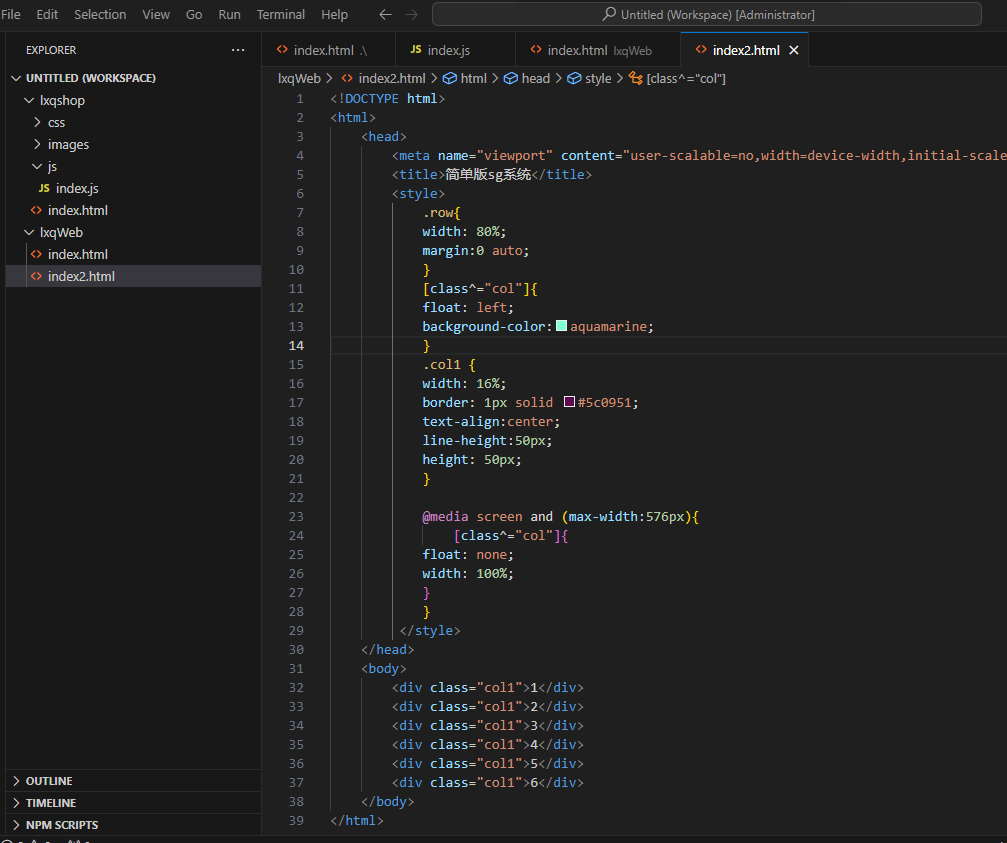 File Edit Selection View Go Run Terminal Help ← → Untitled (Workspace) [Administrator]
EXPLORER ···
UNTITLED (WORKSPACE)
lxqshop
css
images
js
JS index.js
index.html
lxqWeb
index.html
index2.html
OUTLINE
TIMELINE
NPM SCRIPTS
index.html .\ JS index.js index.html lxqWeb index2.html ×
lxqWeb > index2.html > html > head > style > [class^="col"]
1 <!DOCTYPE html>
2 <html>
3 <head>
4 <meta name="viewport" content="user-scalable=no,width=device-width,initial-scale
5 <title>简单版sg系统</title>
6 <style>
7 .row{
8 width: 80%;
9 margin:0 auto;
10 }
11 [class^="col"]{
12 float: left;
13 background-color:aquamarine;
14 }
15 .col1 {
16 width: 16%;
17 border: 1px solid #5c0951;
18 text-align:center;
19 line-height:50px;
20 height: 50px;
21 }
22
23 @media screen and (max-width:576px){
24 [class^="col"]{
25 float: none;
26 width: 100%;
27 }
28 }
29 </style>
30 </head>
31 <body>
32 <div class="col1">1</div>
33 <div class="col1">2</div>
34 <div class="col1">3</div>
35 <div class="col1">4</div>
36 <div class="col1">5</div>
37 <div class="col1">6</div>
38 </body>
39 </html>